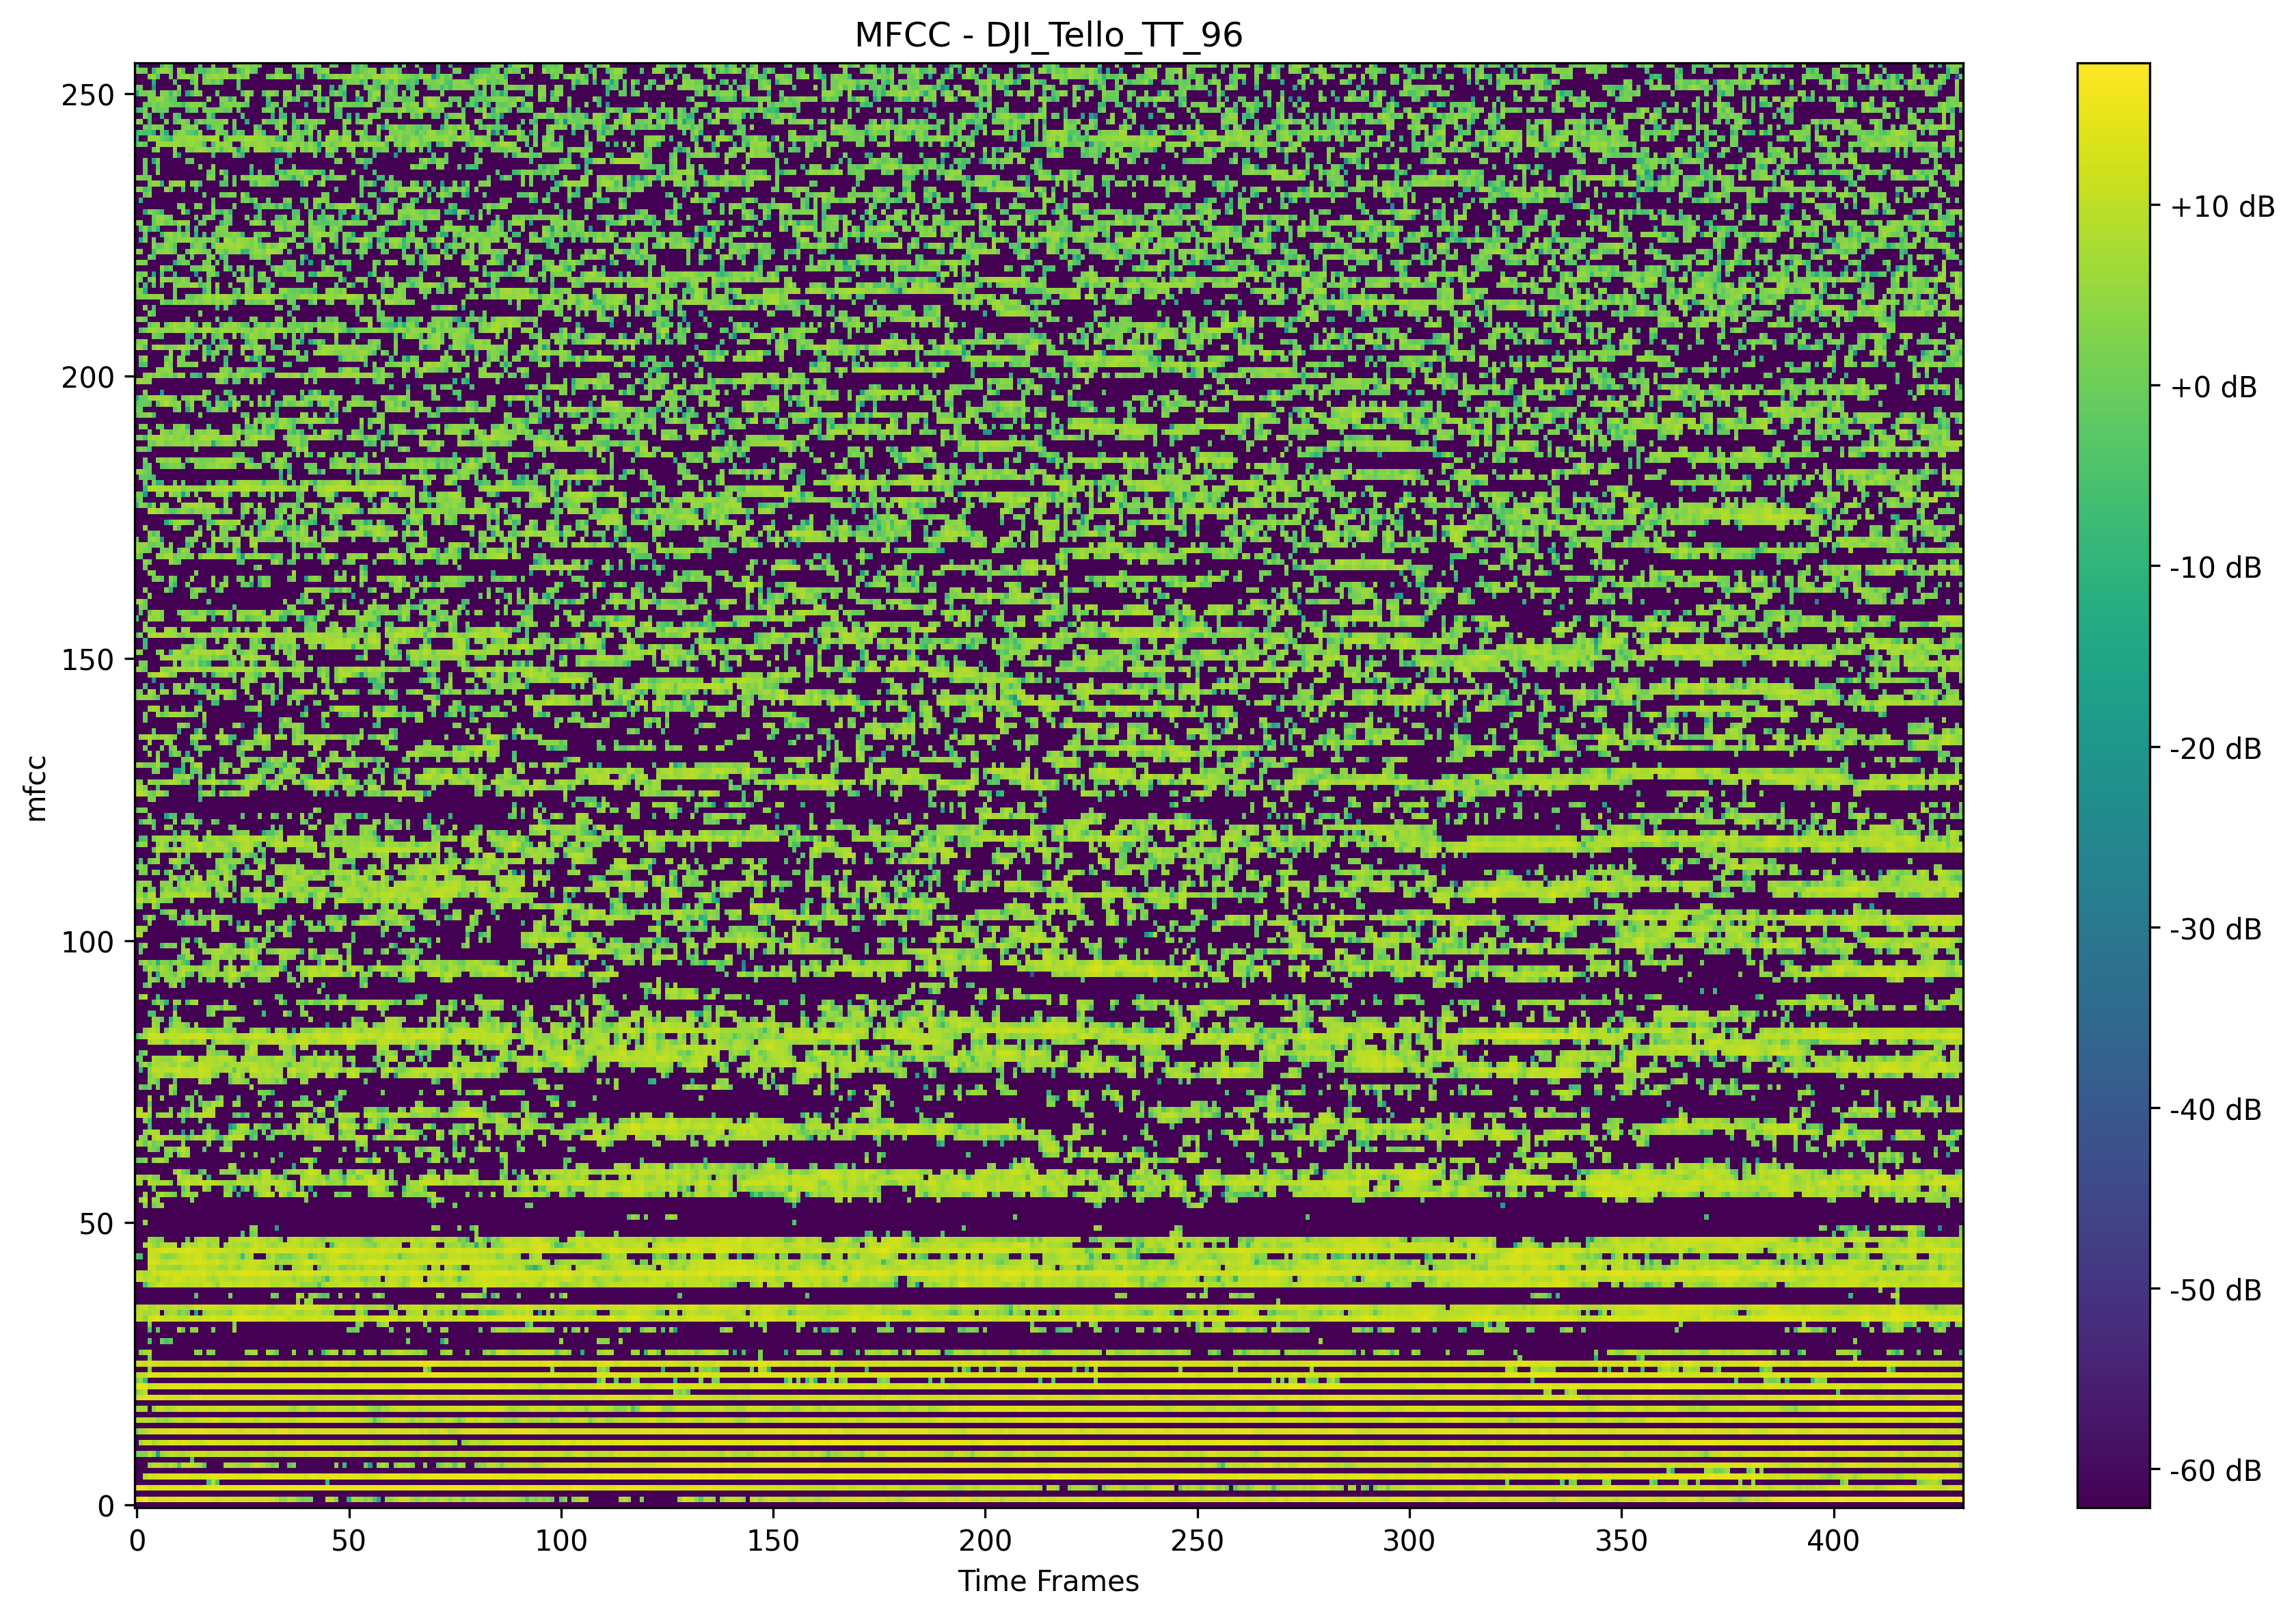 MFCC - DJI_Tello_TT_96
250
200
150
100
50
0
mfcc
0 50 100 150 200 250 300 350 400
Time Frames
+10 dB
+0 dB
-10 dB
-20 dB
-30 dB
-40 dB
-50 dB
-60 dB